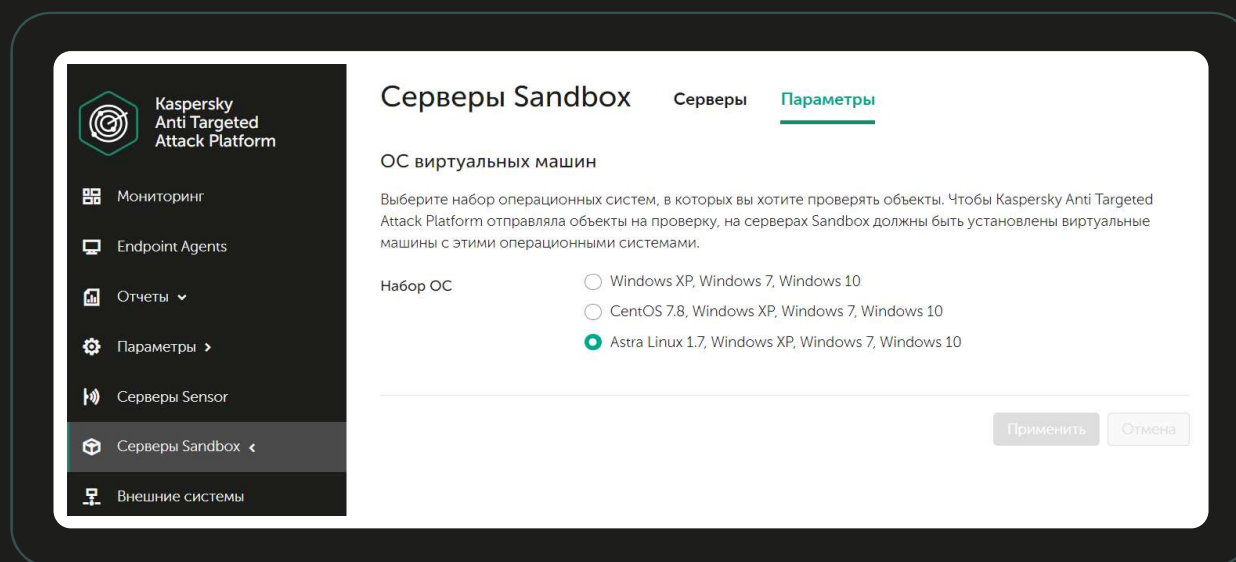 Kaspersky
Anti Targeted
Attack Platform
Мониторинг
Endpoint Agents
Отчеты
Параметры
Серверы Sensor
Серверы Sandbox
Внешние системы
Серверы Sandbox Серверы Параметры
ОС виртуальных машин
Выберите набор операционных систем, в которых вы хотите проверять объекты. Чтобы Kaspersky Anti Targeted
Attack Platform отправляла объекты на проверку, на серверах Sandbox должны быть установлены виртуальные
машины с этими операционными системами.
Набор ОС
Windows XP, Windows 7, Windows 10
CentOS 7.8, Windows XP, Windows 7, Windows 10
Astra Linux 1.7, Windows XP, Windows 7, Windows 10
Применить Отмена